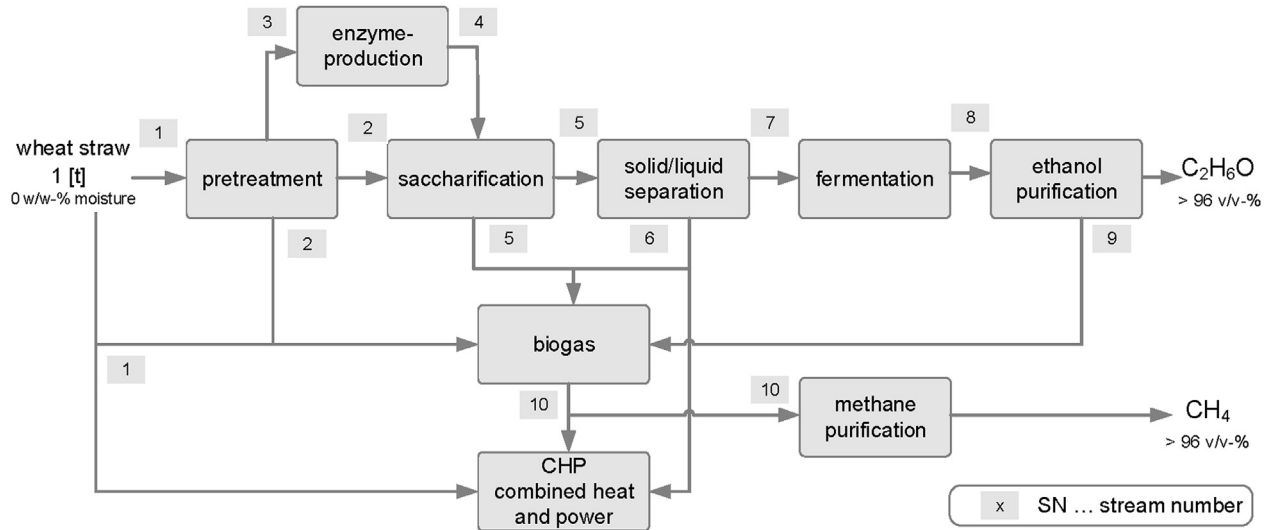 3
enzyme-
production
4
wheat straw
1 [t]
0 w/w-% moisture
1
pretreatment
2
saccharification
5
solid/liquid
separation
7
fermentation
8
ethanol
purification
C₂H₆O
> 96 v/v-%
2
5
6
9
1
biogas
10
10
methane
purification
CH₄
> 96 v/v-%
CHP
combined heat
and power
x SN ... stream number